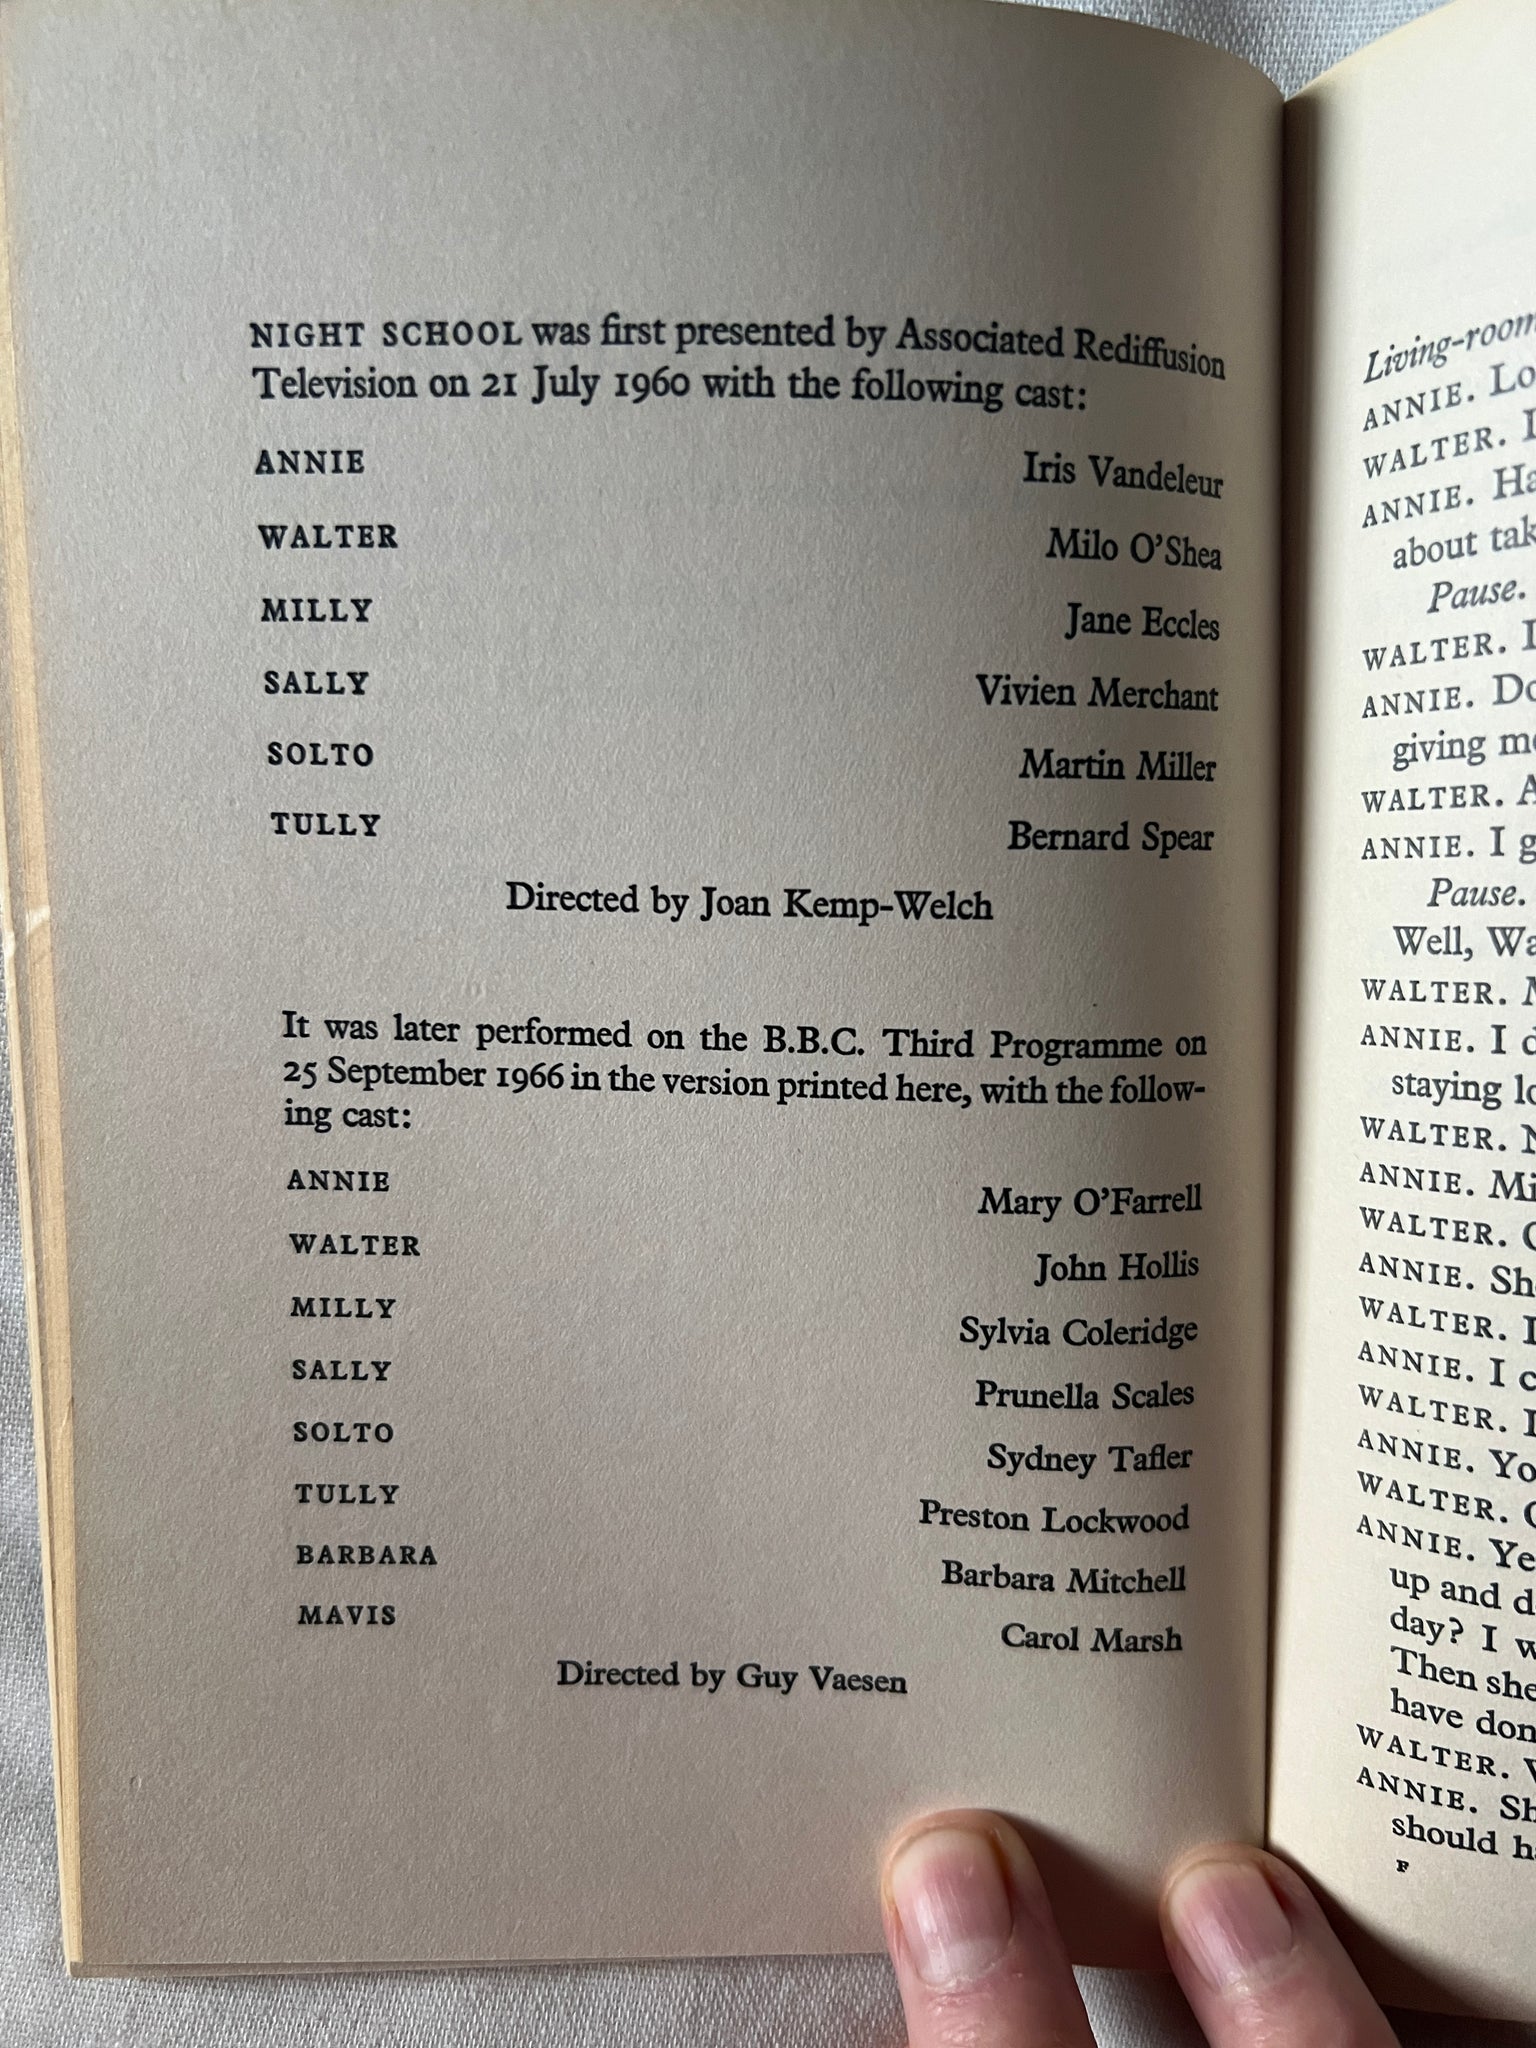 NIGHT SCHOOL was first presented by Associated Rediffusion
Television on 21 July 1960 with the following cast:
ANNIE Iris Vandeleur
WALTER Milo O'Shea
MILLY Jane Eccles
SALLY Vivien Merchant
SOLTO Martin Miller
TULLY Bernard Spear
Directed by Joan Kemp-Welch
It was later performed on the B.B.C. Third Programme on
25 September 1966 in the version printed here, with the follow-
ing cast:
ANNIE Mary O'Farrell
WALTER John Hollis
MILLY Sylvia Coleridge
SALLY Prunella Scales
SOLTO Sydney Tafler
TULLY Preston Lockwood
BARBARA Barbara Mitchell
MAVIS Carol Marsh
Directed by Guy Vaesen
Living-room
ANNIE.
WALTER.
ANNIE.
about
Pause.
WALTER. I
ANNIE.
giving
WALTER.
ANNIE. I
Pause.
Well,
WALTER.
ANNIE. I
staying
WALTER.
ANNIE.
WALTER.
ANNIE.
WALTER.
ANNIE. I
WALTER.
ANNIE.
WALTER.
ANNIE.
up and
day? I
Then she
have
WALTER.
ANNIE.
should
F